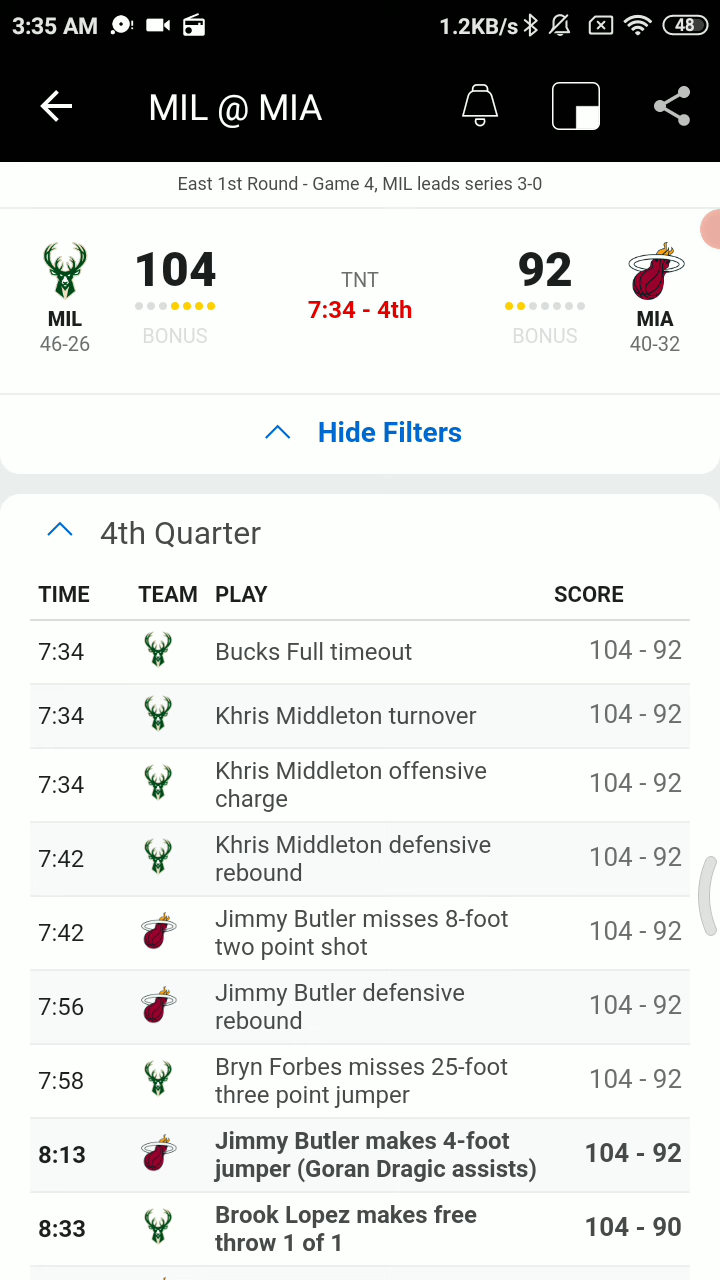 3:35 AM 1.2KB/s 48
MIL @ MIA
East 1st Round - Game 4, MIL leads series 3-0
104 TNT 92
7:34 - 4th
MIL BONUS BONUS MIA
46-26 40-32
Hide Filters
4th Quarter
TIME TEAM PLAY SCORE
7:34 Bucks Full timeout 104 - 92
7:34 Khris Middleton turnover 104 - 92
7:34 Khris Middleton offensive
charge 104 - 92
7:42 Khris Middleton defensive
rebound 104 - 92
7:42 Jimmy Butler misses 8-foot
two point shot 104 - 92
7:56 Jimmy Butler defensive
rebound 104 - 92
7:58 Bryn Forbes misses 25-foot
three point jumper 104 - 92
8:13 Jimmy Butler makes 4-foot
jumper (Goran Dragic assists) 104 - 92
8:33 Brook Lopez makes free
throw 1 of 1 104 - 90